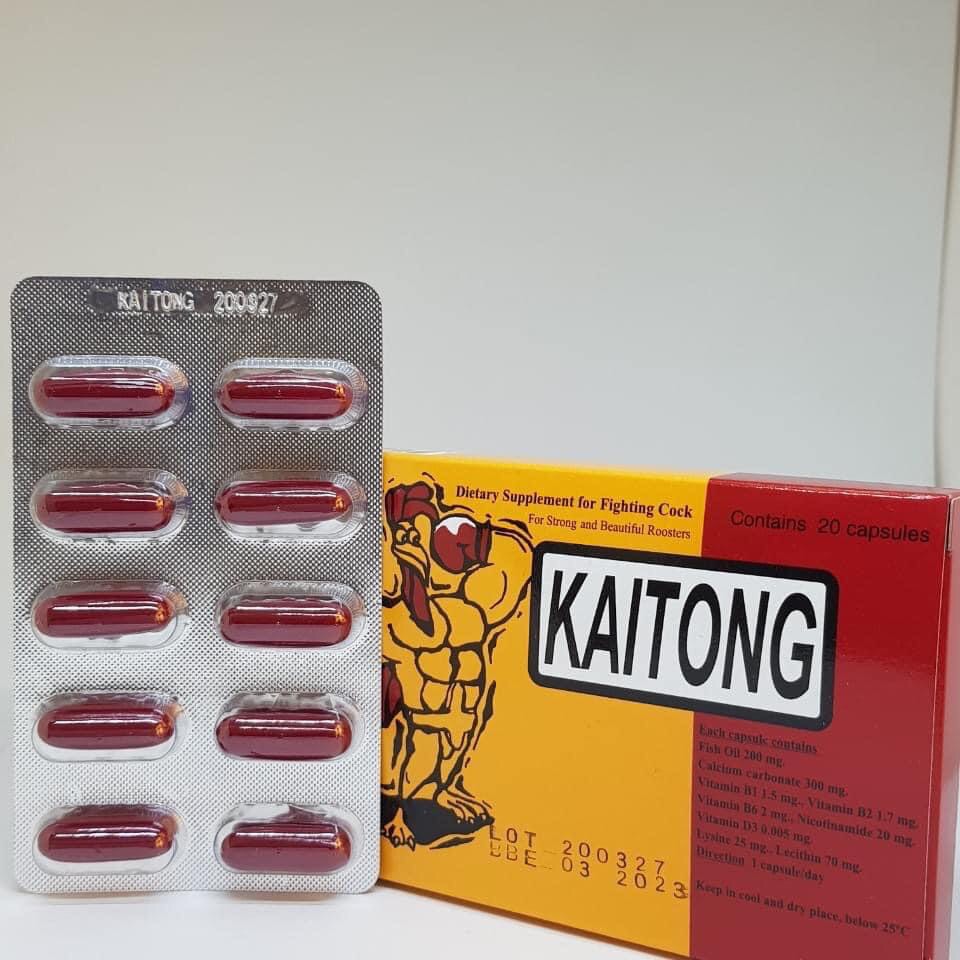 KAITONG 200327
Dietary Supplement for Fighting Cock
For Strong and Beautiful Roosters
Contains 20 capsules
KAITONG
Each capsule contains
Fish Oil 200 mg.
Calcium carbonate 300 mg.
Vitamin B1 1.5 mg., Vitamin B2 1.7 mg.
Vitamin B6 2 mg., Nicotinamide 20 mg.
Vitamin D3 0.005 mg.
Lysine 25 mg., Lecithin 70 mg.
Direction 1 capsule/day
Keep in cool and dry place, below 25°C
LOT 200327
BBE 03 2023